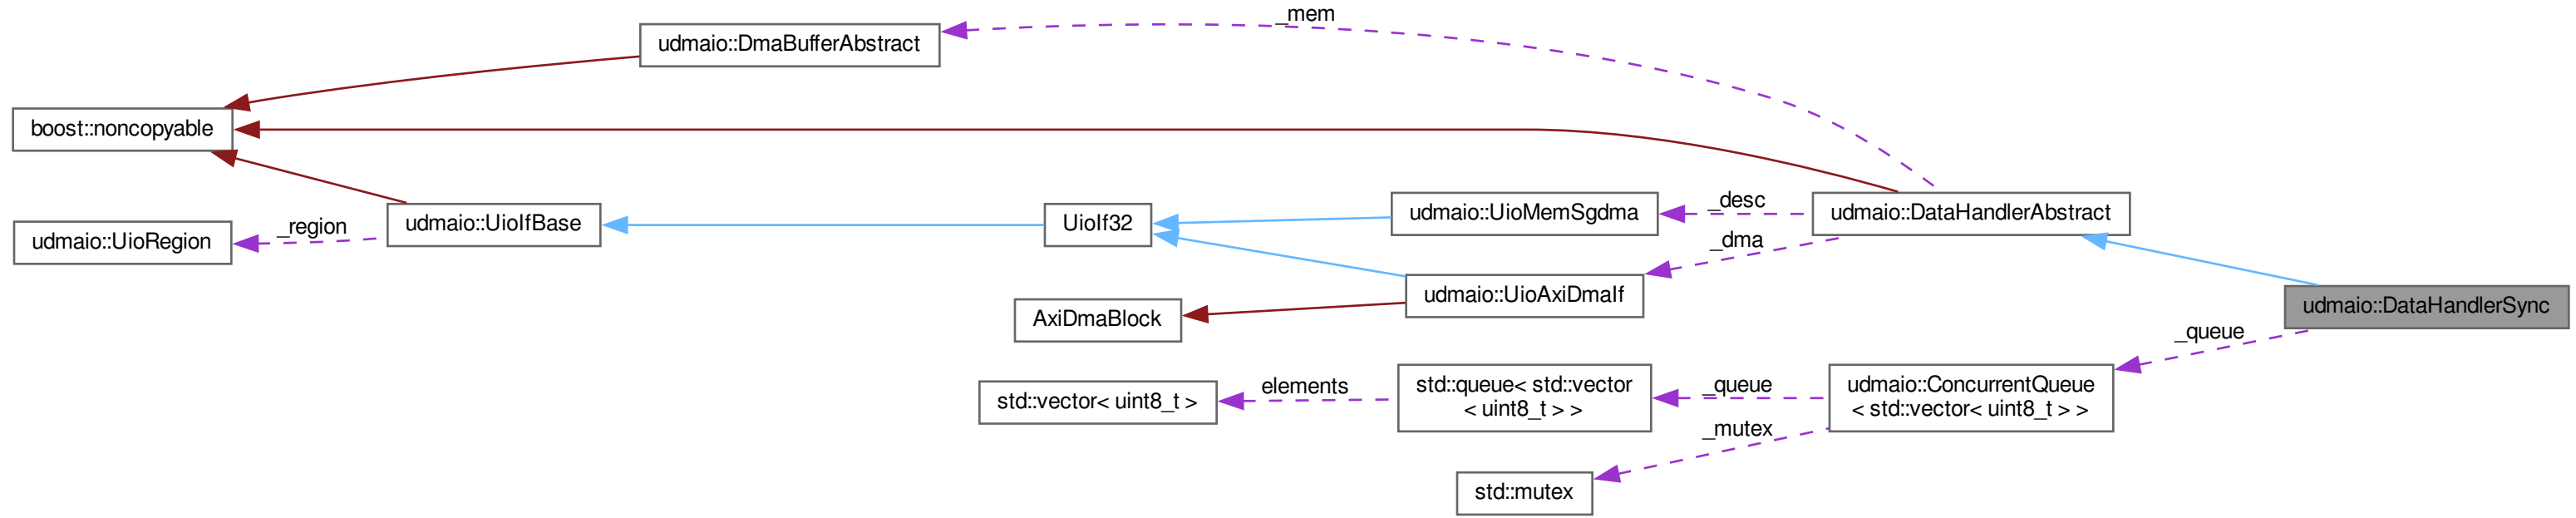 _mem
udmaio::DmaBufferAbstract
boost::noncopyable
udmaio::UioMemSgdma
_desc
udmaio::DataHandlerAbstract
udmaio::UioIfBase
UioIf32
_region
udmaio::UioRegion
_dma
udmaio::UioAxiDmaIf
udmaio::DataHandlerSync
AxiDmaBlock
_queue
std::vector< uint8_t >
elements
std::queue< std::vector
< uint8_t > >
_queue
udmaio::ConcurrentQueue
< std::vector< uint8_t > >
_mutex
std::mutex